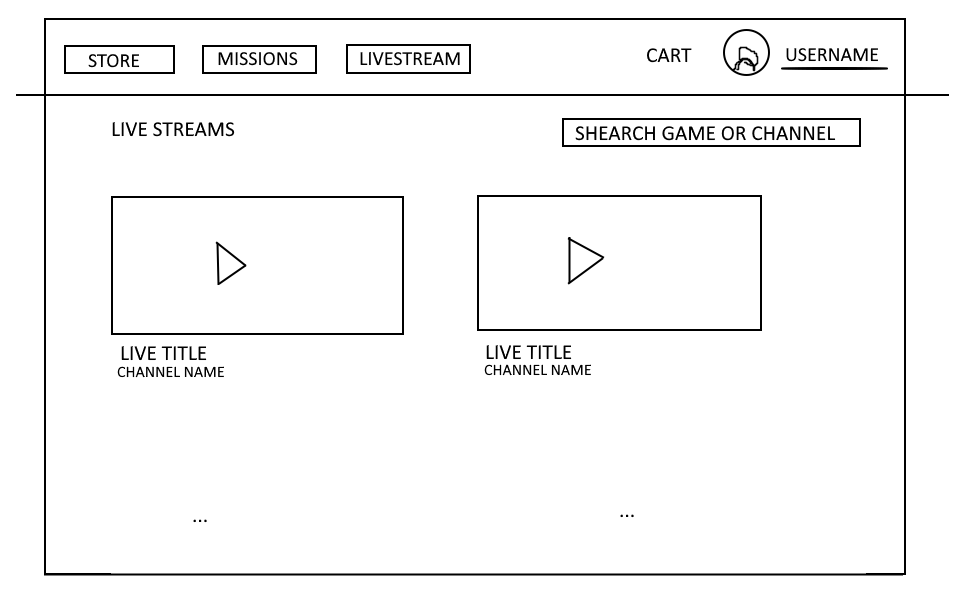 STORE
MISSIONS
LIVESTREAM
CART
USERNAME
LIVE STREAMS
SHEARCH GAME OR CHANNEL
LIVE TITLE
CHANNEL NAME
LIVE TITLE
CHANNEL NAME
...
...